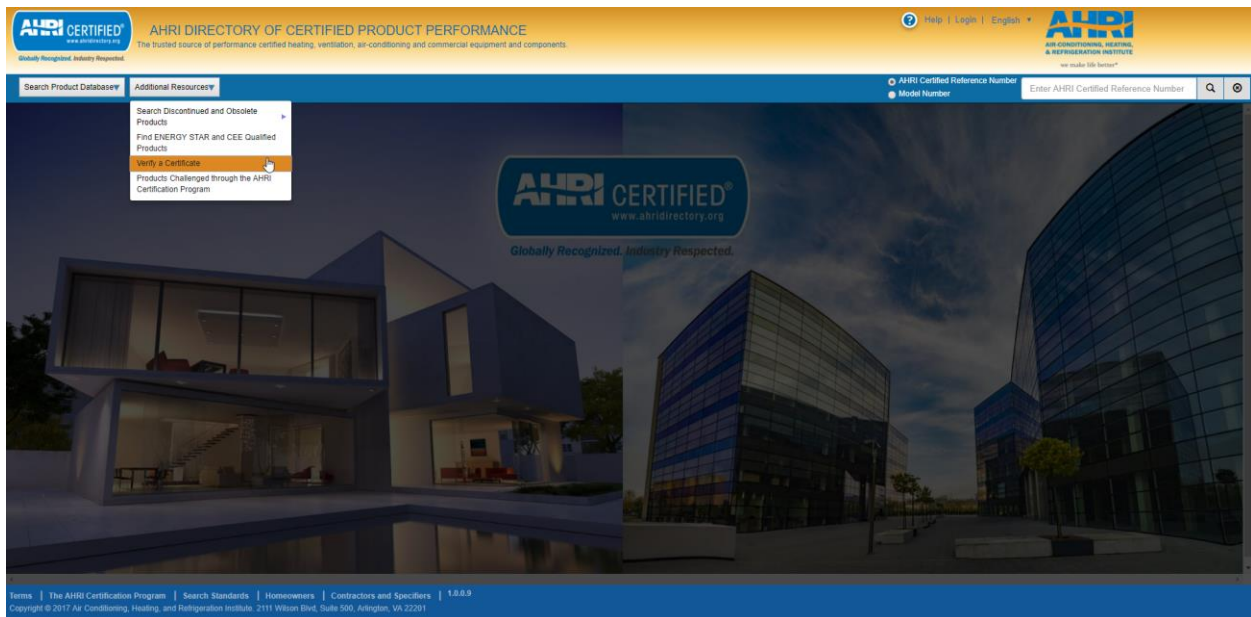 AHRI CERTIFIED®
www.ahridirectory.org
Globally Recognized. Industry Respected.
AHRI DIRECTORY OF CERTIFIED PRODUCT PERFORMANCE
The trusted source of performance certified heating, ventilation, air-conditioning and commercial equipment and components.
Help | Login | English
AHRI
AIR-CONDITIONING, HEATING,
& REFRIGERATION INSTITUTE
we make life better®
Search Product Database
Additional Resources
AHRI Certified Reference Number
Model Number
Enter AHRI Certified Reference Number
Search Discontinued and Obsolete
Products
Find ENERGY STAR and CEE Qualified
Products
Verify a Certificate
Products Challenged through the AHRI
Certification Program
AHRI CERTIFIED®
www.ahridirectory.org
Globally Recognized. Industry Respected.
Terms | The AHRI Certification Program | Search Standards | Homeowners | Contractors and Specifiers | 1.0.0.9
Copyright © 2017 Air Conditioning, Heating, and Refrigeration Institute. 2111 Wilson Blvd, Suite 500, Arlington, VA 22201